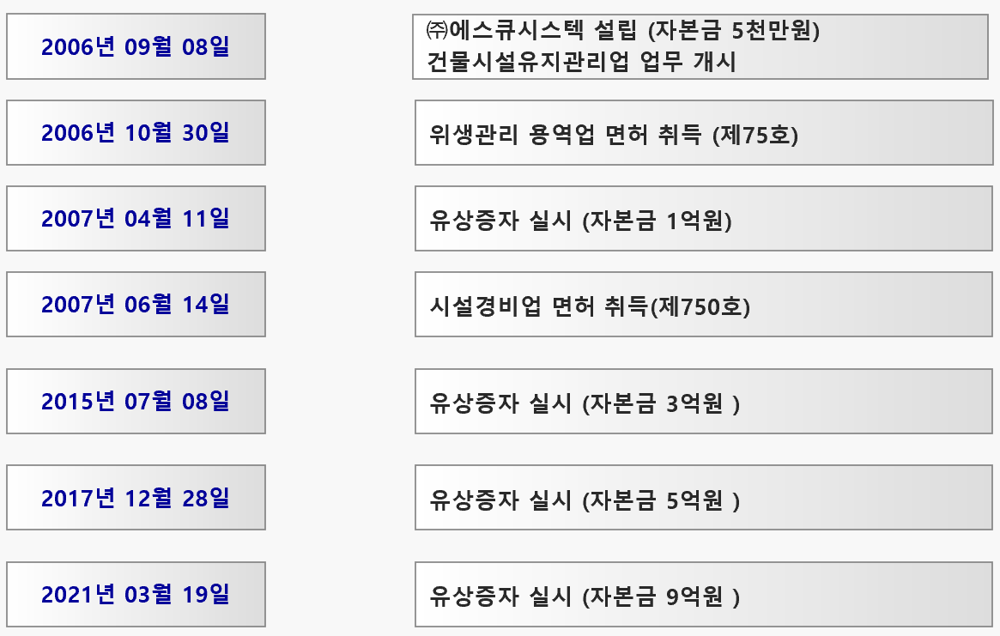 2006년 09월 08일
㈜에스큐시스텍 설립 (자본금 5천만원)
건물시설유지관리업 업무 개시
2006년 10월 30일
위생관리 용역업 면허 취득 (제75호)
2007년 04월 11일
유상증자 실시 (자본금 1억원)
2007년 06월 14일
시설경비업 면허 취득(제750호)
2015년 07월 08일
유상증자 실시 (자본금 3억원 )
2017년 12월 28일
유상증자 실시 (자본금 5억원 )
2021년 03월 19일
유상증자 실시 (자본금 9억원 )